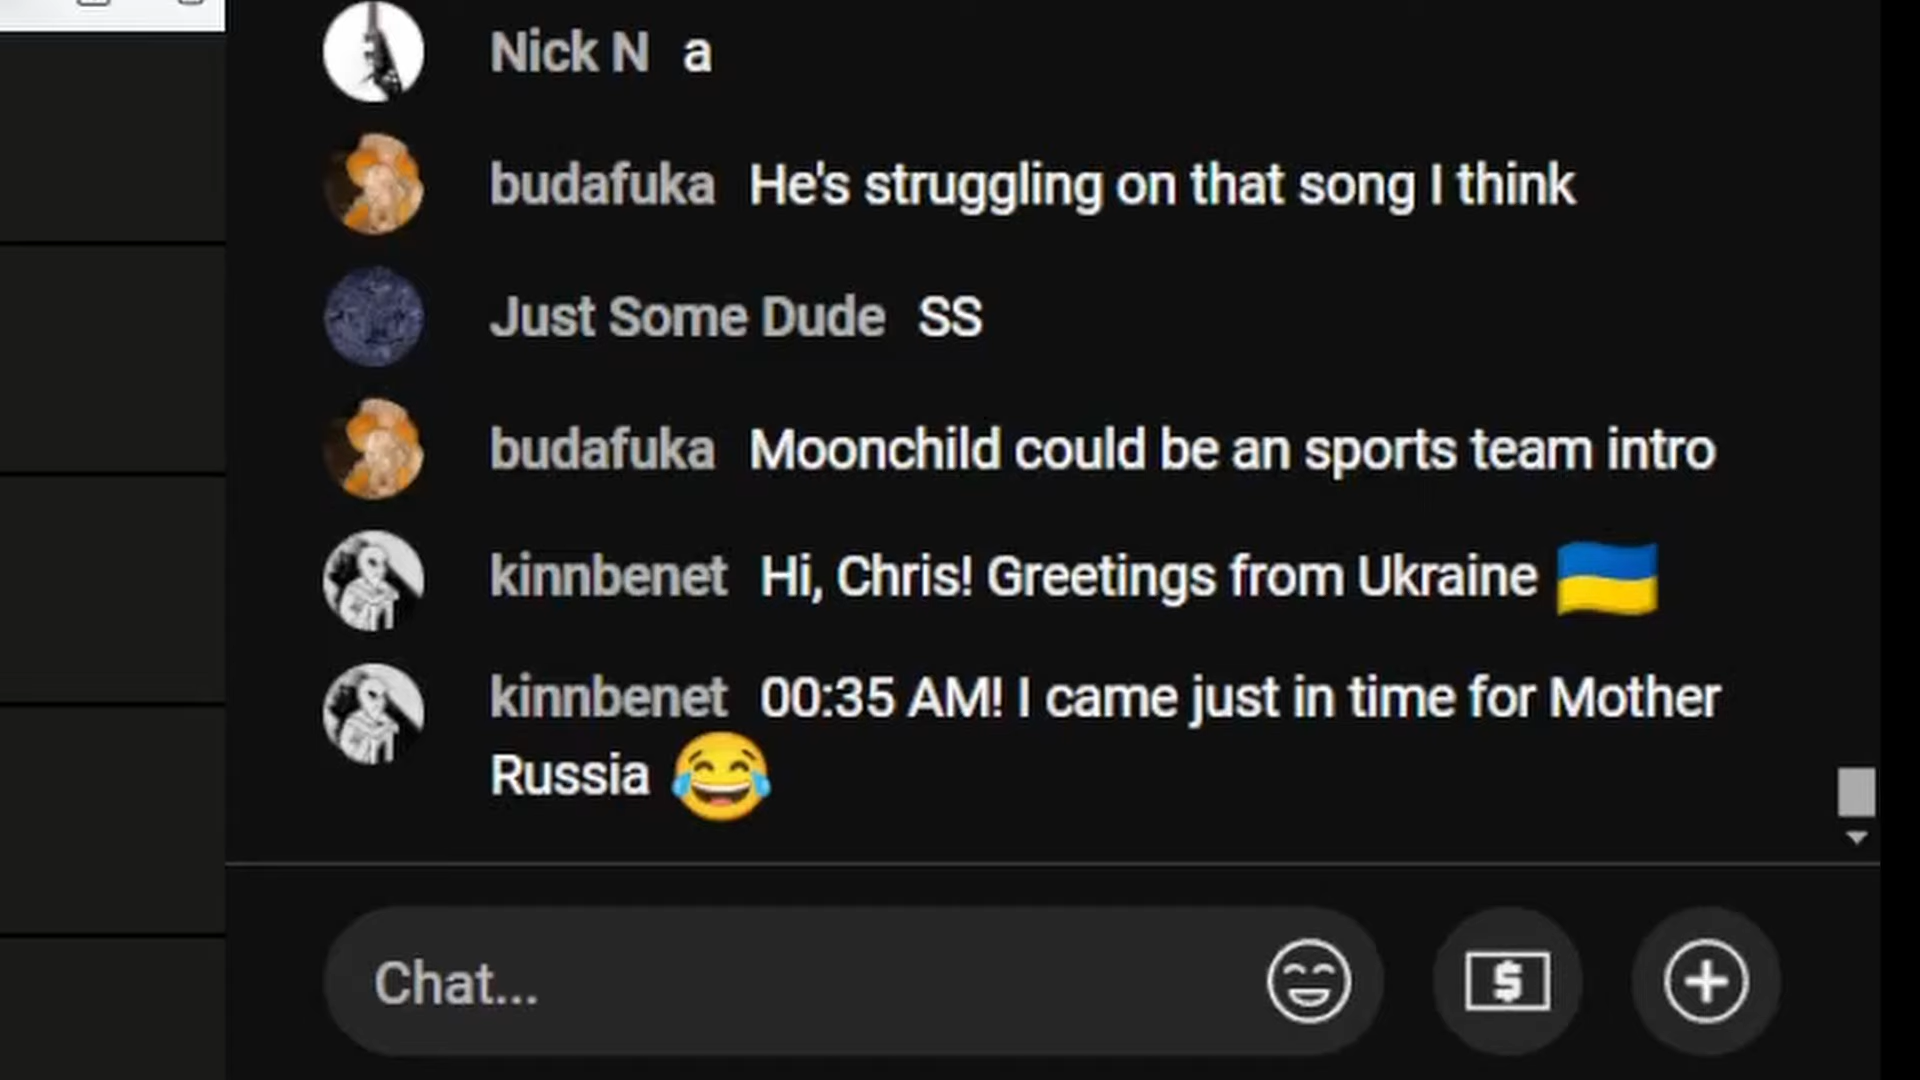 Nick N a
budafuka He's struggling on that song I think
Just Some Dude SS
budafuka Moonchild could be an sports team intro
kinnbenet Hi, Chris! Greetings from Ukraine 🇺🇦
kinnbenet 00:35 AM! I came just in time for Mother
Russia 😂
Chat...